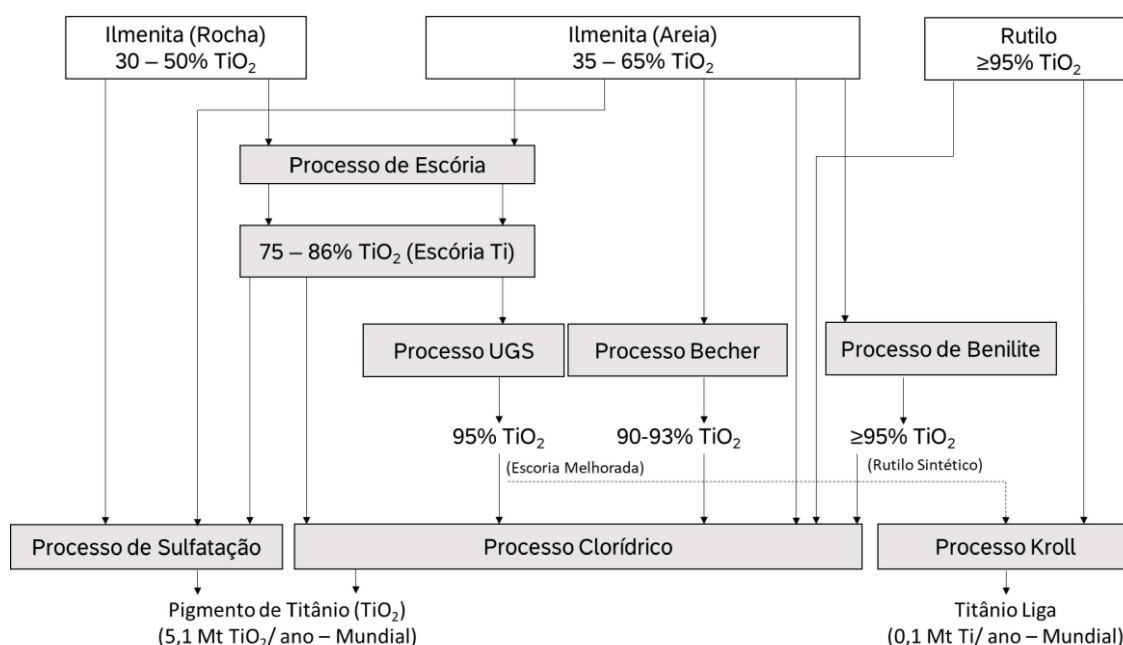 Ilmenita (Rocha)
30 – 50% TiO₂
Ilmenita (Areia)
35 – 65% TiO₂
Rutilo
≥95% TiO₂
Processo de Escória
75 – 86% TiO₂ (Escória Ti)
Processo UGS
Processo Becher
Processo de Benilite
95% TiO₂
90-93% TiO₂
≥95% TiO₂
(Escoria Melhorada)
(Rutilo Sintético)
Processo de Sulfatação
Processo Clorídrico
Processo Kroll
Pigmento de Titânio (TiO₂)
(5,1 Mt TiO₂/ ano – Mundial)
Titânio Liga
(0,1 Mt Ti/ ano – Mundial)